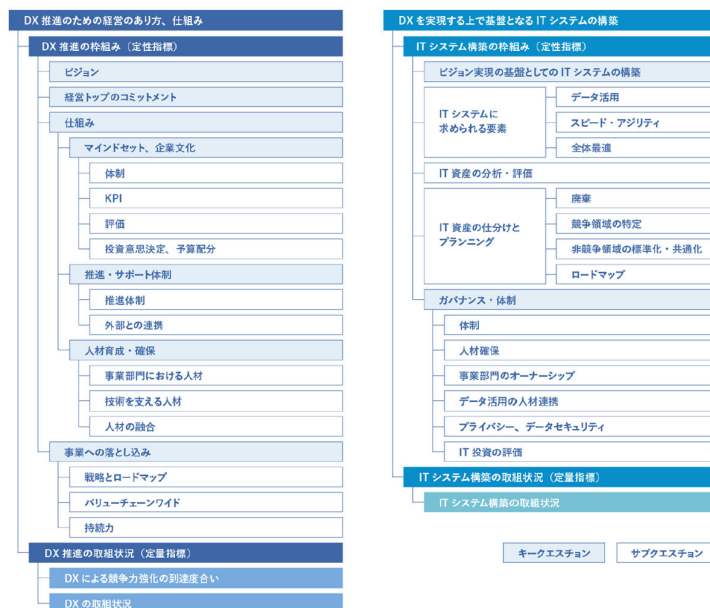 DX 推進のための経営のあり方、仕組み
DX 推進の枠組み（定性指標）
ビジョン
経営トップのコミットメント
仕組み
マインドセット、企業文化
体制
KPI
評価
投資意思決定、予算配分
推進・サポート体制
推進体制
外部との連携
人材育成・確保
事業部門における人材
技術を支える人材
人材の融合
事業への落とし込み
戦略とロードマップ
バリューチェーンワイド
持続力
DX 推進の取組状況（定量指標）
DX による競争力強化の到達度合い
DX の取組状況
DX を実現する上で基盤となる IT システムの構築
IT システム構築の枠組み（定性指標）
ビジョン実現の基盤としての IT システムの構築
IT システムに
求められる要素
データ活用
スピード・アジリティ
全体最適
IT 資産の分析・評価
IT 資産の仕分けと
プランニング
廃棄
競争領域の特定
非競争領域の標準化・共通化
ロードマップ
ガバナンス・体制
体制
人材確保
事業部門のオーナーシップ
データ活用の人材連携
プライバシー、データセキュリティ
IT 投資の評価
IT システム構築の取組状況（定量指標）
IT システム構築の取組状況
キークエスチョン
サブクエスチョン